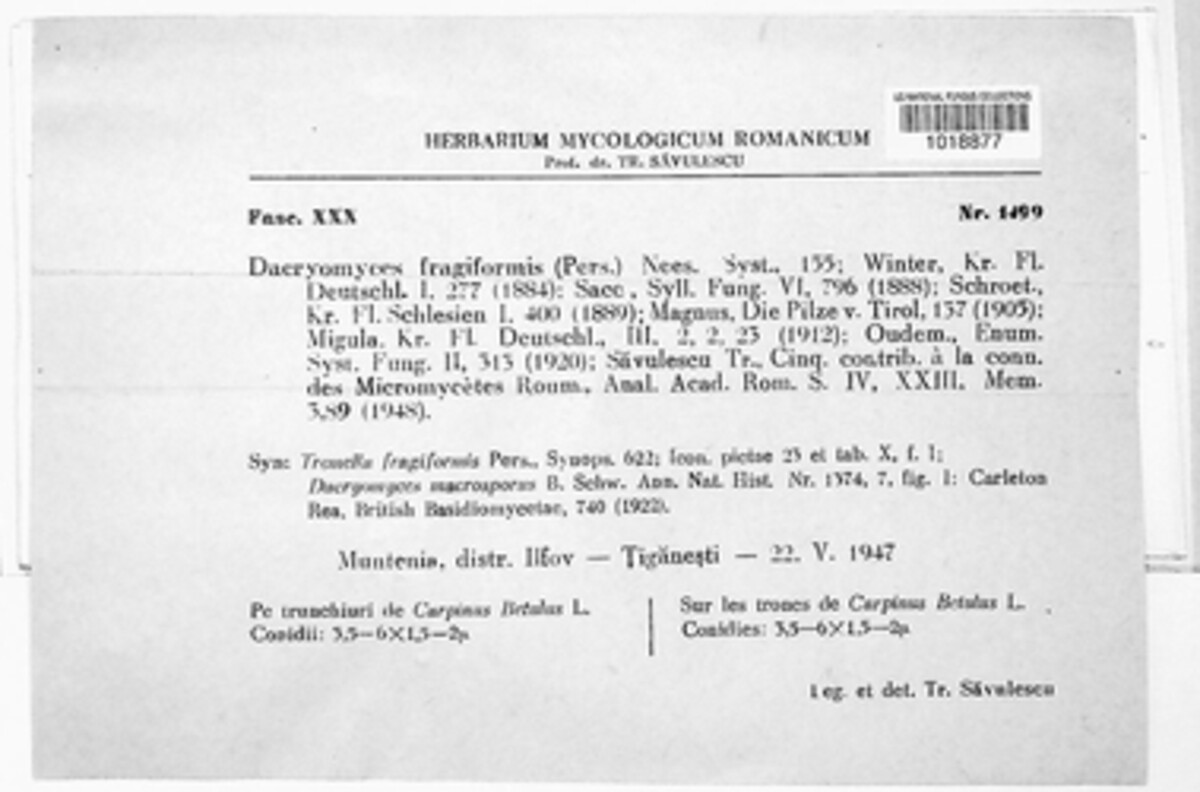 US NATIONAL FUNGUS COLLECTIONS
1018877
HERBARIUM MYCOLOGICUM ROMANICUM
Prof. dr. TR. SĂVULESCU
Fasc. XXX
Nr. 1499
Dacryomyces fragiformis (Pers.) Nees. Syst., 155; Winter, Kr. Fl.
Deutschl. I. 277 (1884); Sacc., Syll. Fung. VI, 796 (1888); Schroet.,
Kr. Fl. Schlesien I. 400 (1889); Magnus, Die Pilze v. Tirol, 137 (1905);
Migula. Kr. Fl. Deutschl., III. 2, 2, 23 (1912); Oudem., Enum.
Syst. Fung. II, 313 (1920); Săvulescu Tr., Cinq. contrib. à la conn.
des Micromycètes Roum., Anal. Acad. Rom. S. IV, XXIII. Mem.
3,89 (1948).
Syn: Tremella fragiformis Pers., Synops. 622; Icon. pictae 23 et tab. X, f. 1;
Dacryomyces macrosporus B. Schw. Ann. Nat. Hist. Nr. 1374, 7, fig. 1; Carleton
Rea, British Basidiomycetae, 740 (1922).
Muntenia, distr. Ilfov — Țigănești — 22. V. 1947
Pe trunchiuri de Carpinus Betulus L.
Conidii: 3,5—6×1,5—2μ
Sur les troncs de Carpinus Betulus L.
Conidies: 3,5—6×1,5—2μ
Leg. et det. Tr. Săvulescu